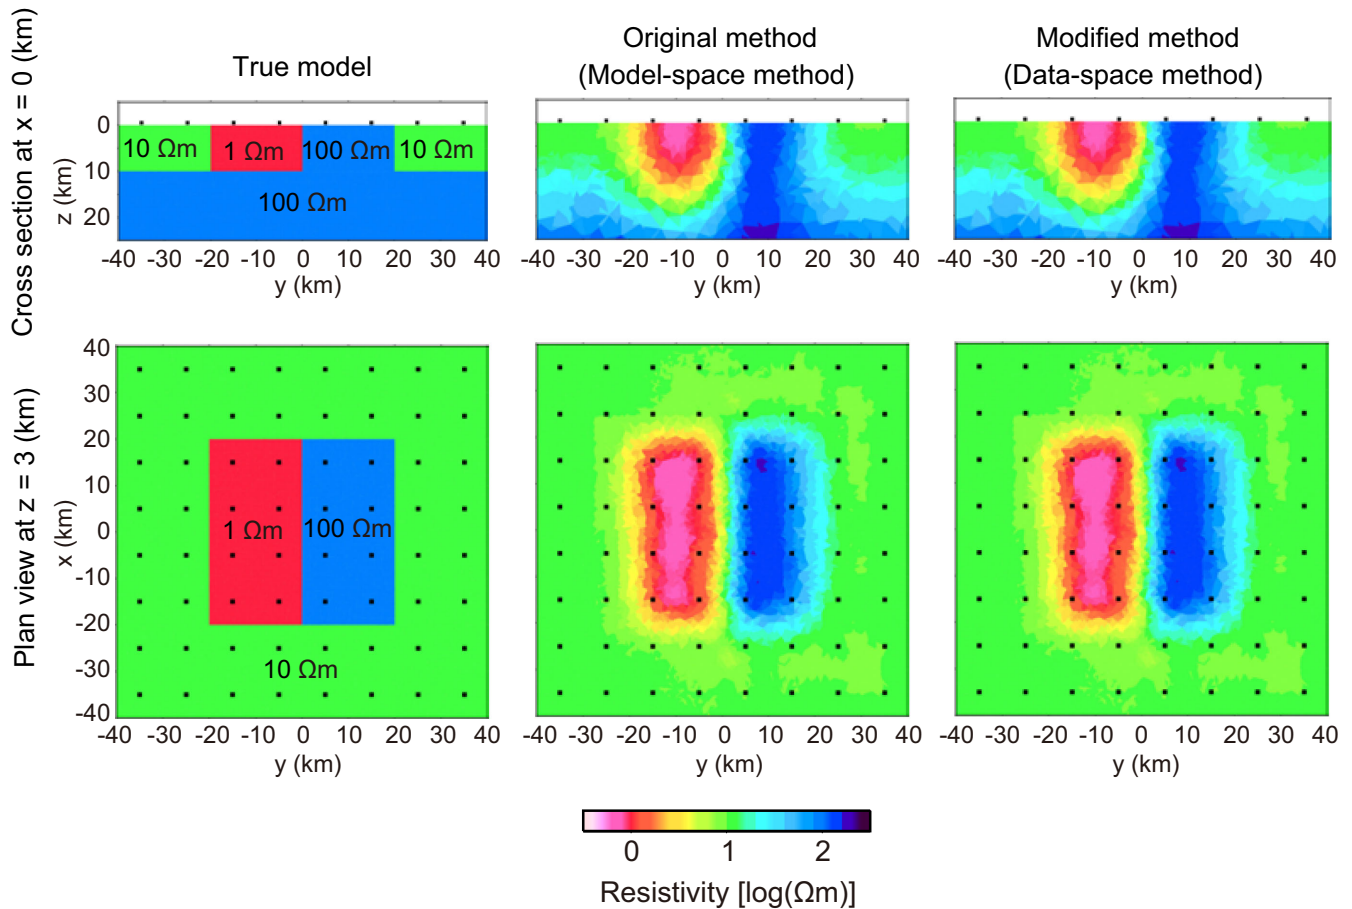 True model
Original method
(Model-space method)
Modified method
(Data-space method)
Cross section at x = 0 (km)
z (km)
0
10
20
10 Ωm
1 Ωm
100 Ωm
10 Ωm
100 Ωm
-40 -30 -20 -10 0 10 20 30 40
y (km)
-40 -30 -20 -10 0 10 20 30 40
y (km)
-40 -30 -20 -10 0 10 20 30 40
y (km)
Plan view at z = 3 (km)
x (km)
40
30
20
10
0
-10
-20
-30
-40
1 Ωm
100 Ωm
10 Ωm
-40 -30 -20 -10 0 10 20 30 40
y (km)
-40 -30 -20 -10 0 10 20 30 40
y (km)
-40 -30 -20 -10 0 10 20 30 40
y (km)
0 1 2
Resistivity [log(Ωm)]